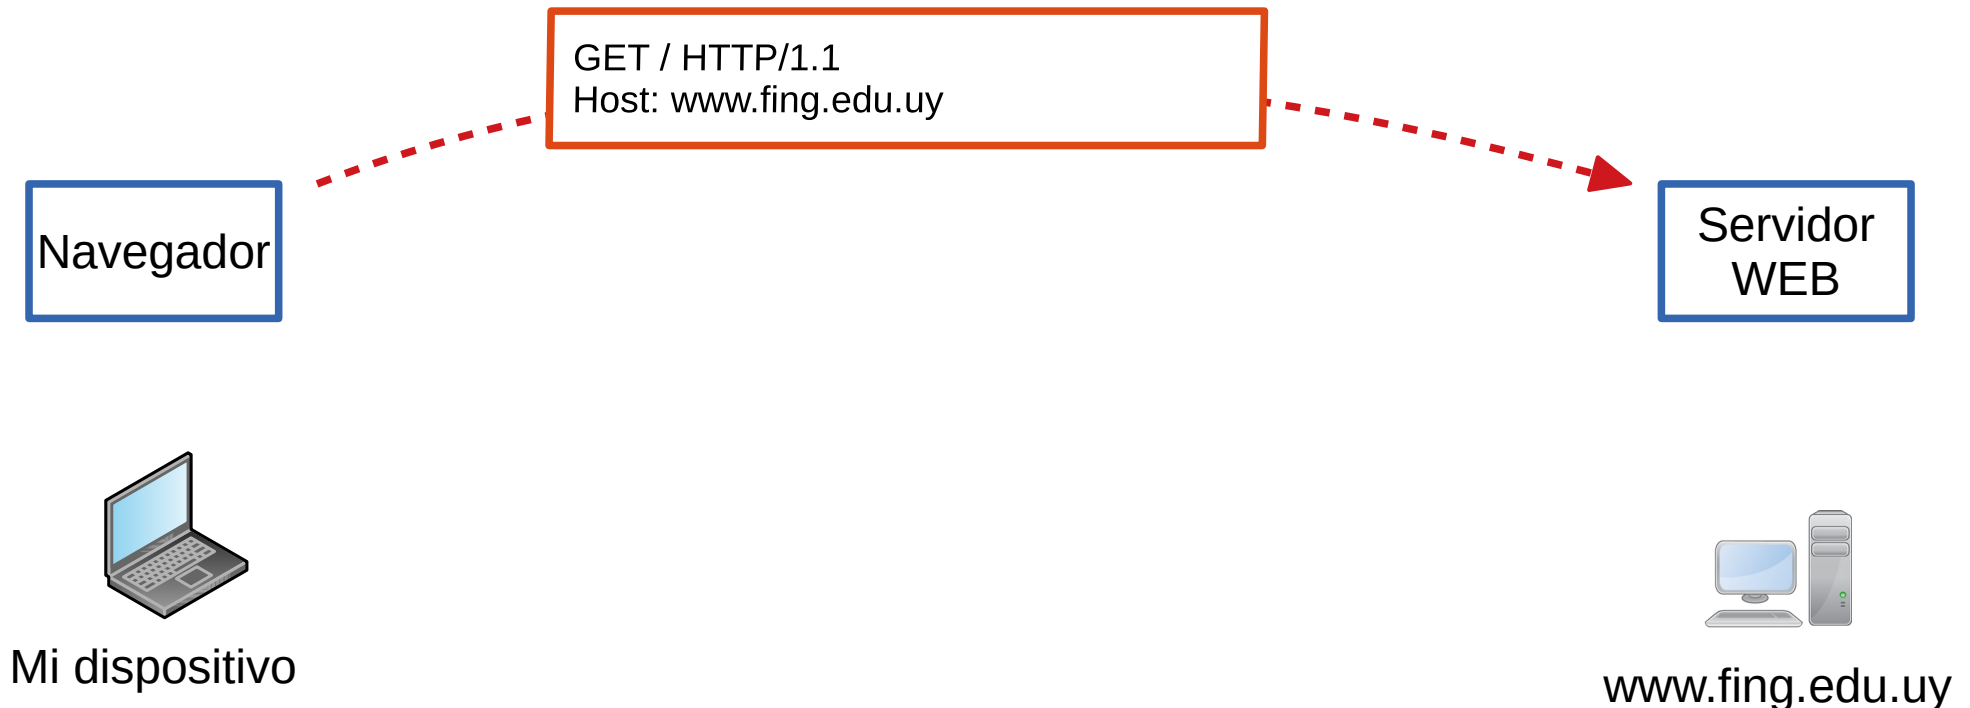 GET / HTTP/1.1
Host: www.fing.edu.uy
Navegador
Servidor
WEB
Mi dispositivo
www.fing.edu.uy